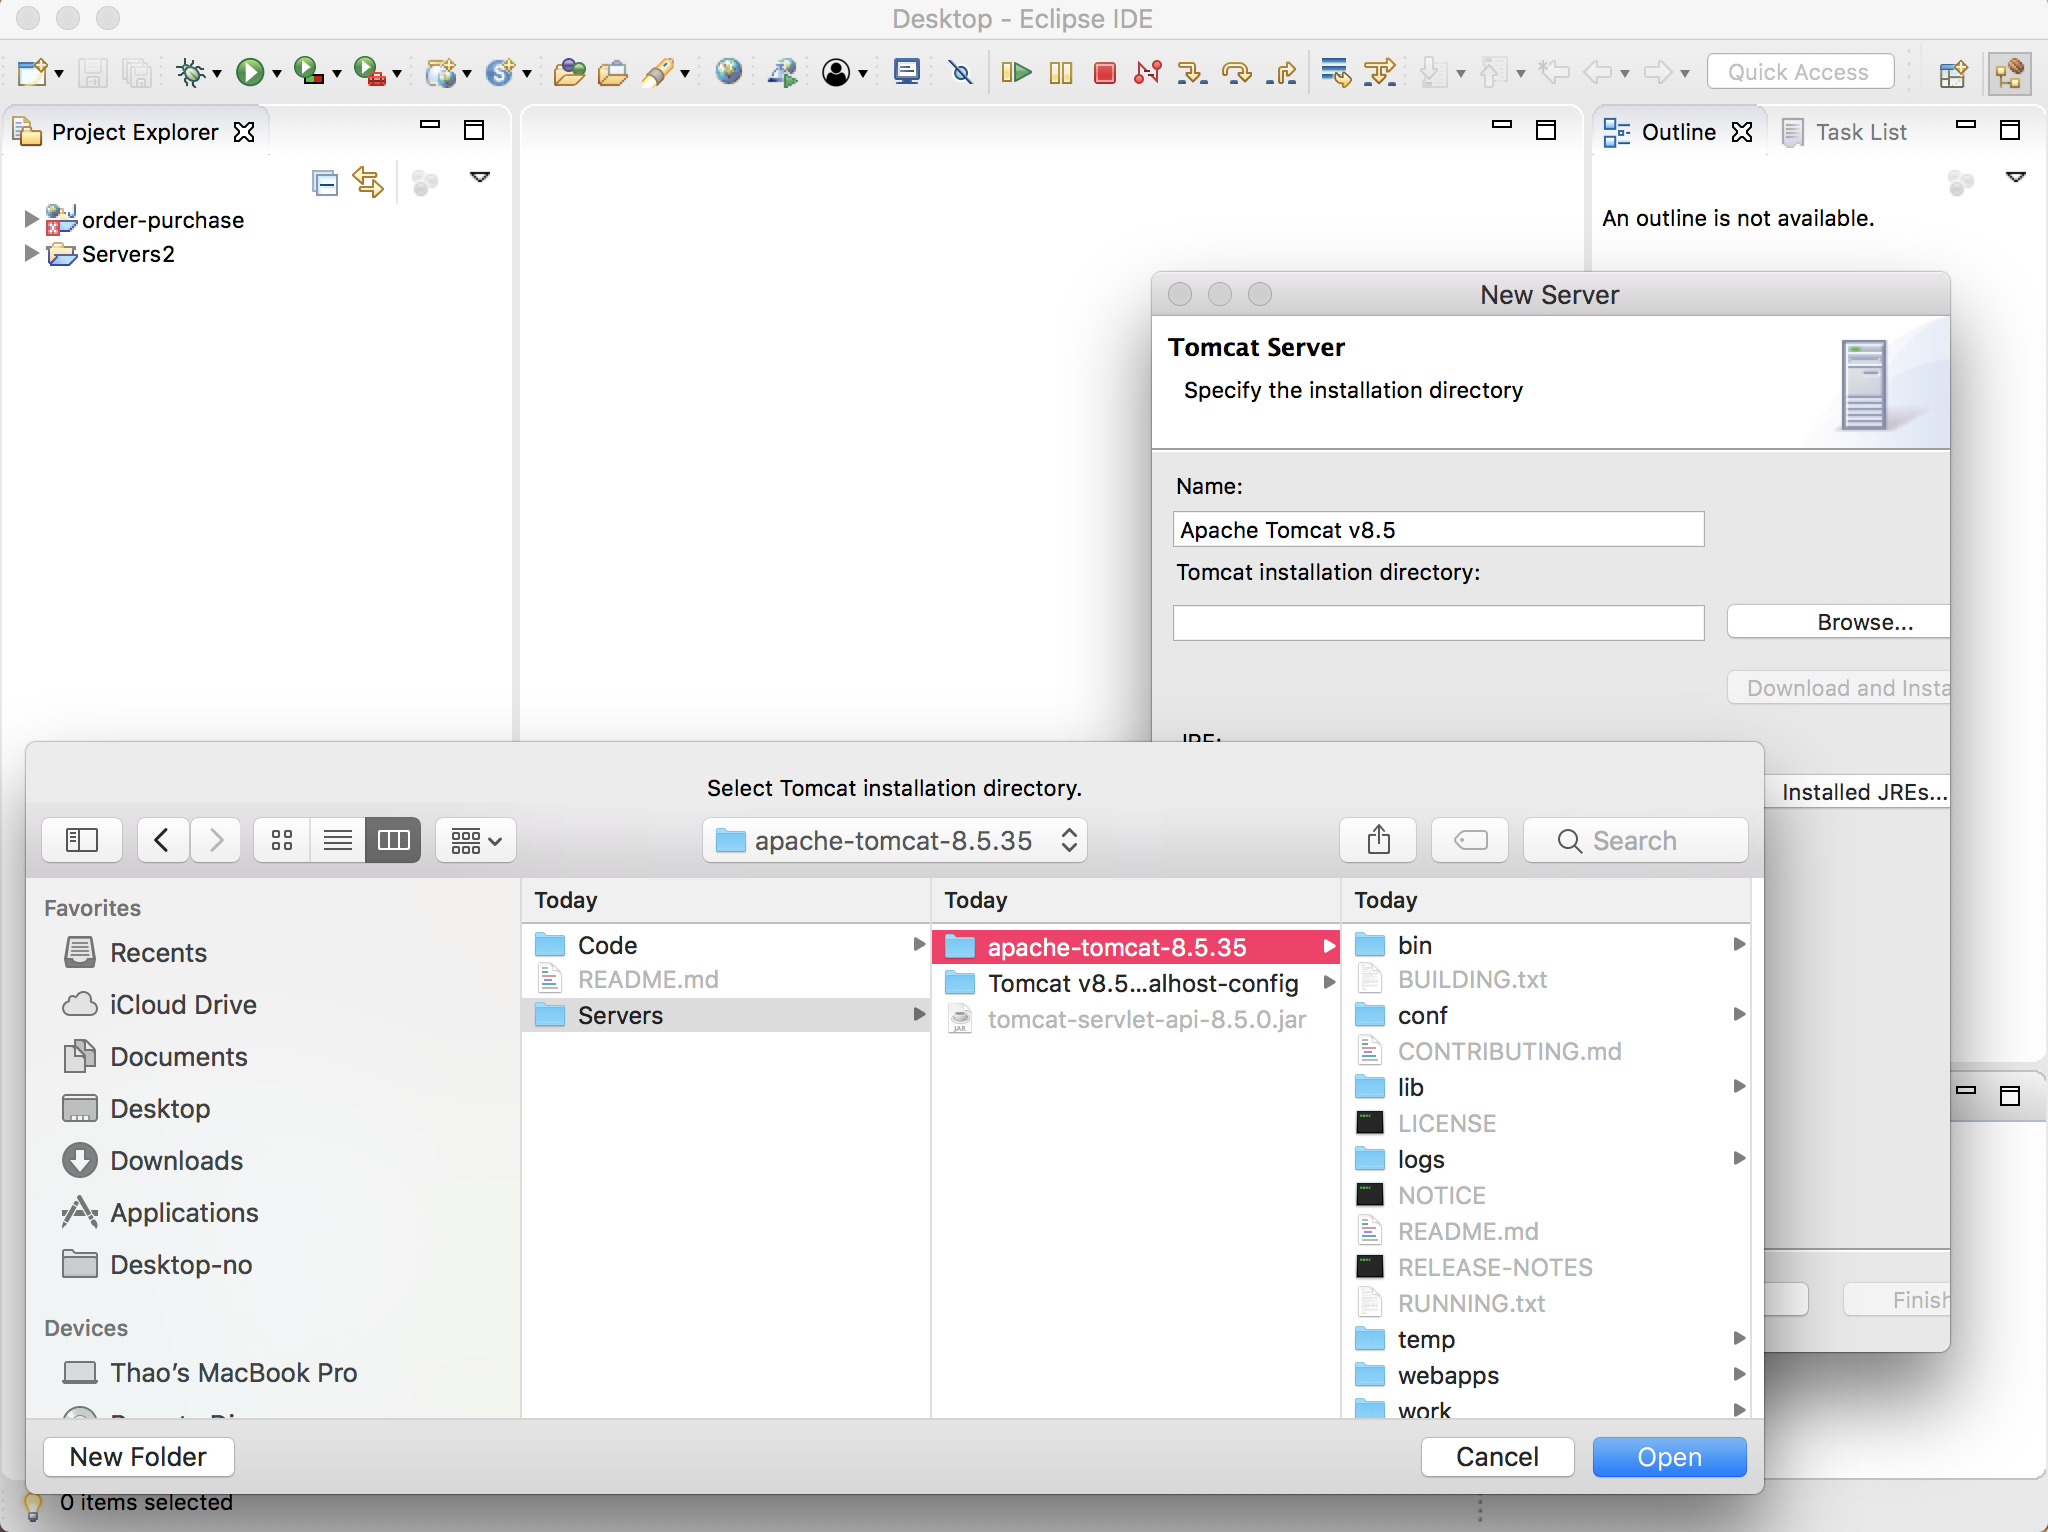 Desktop - Eclipse IDE
Quick Access
Project Explorer
Outline
Task List
order-purchase
Servers2
An outline is not available.
New Server
Tomcat Server
Specify the installation directory
Name:
Apache Tomcat v8.5
Tomcat installation directory:
Browse...
Download and Insta
JRE:
Installed JREs...
Finish
Select Tomcat installation directory.
apache-tomcat-8.5.35
Search
Favorites
Recents
iCloud Drive
Documents
Desktop
Downloads
Applications
Desktop-no
Devices
Thao’s MacBook Pro
Today
Code
README.md
Servers
Today
apache-tomcat-8.5.35
Tomcat v8.5...alhost-config
tomcat-servlet-api-8.5.0.jar
JAR
Today
bin
BUILDING.txt
conf
CONTRIBUTING.md
lib
LICENSE
logs
NOTICE
README.md
RELEASE-NOTES
RUNNING.txt
temp
webapps
work
New Folder
Cancel
Open
0 items selected